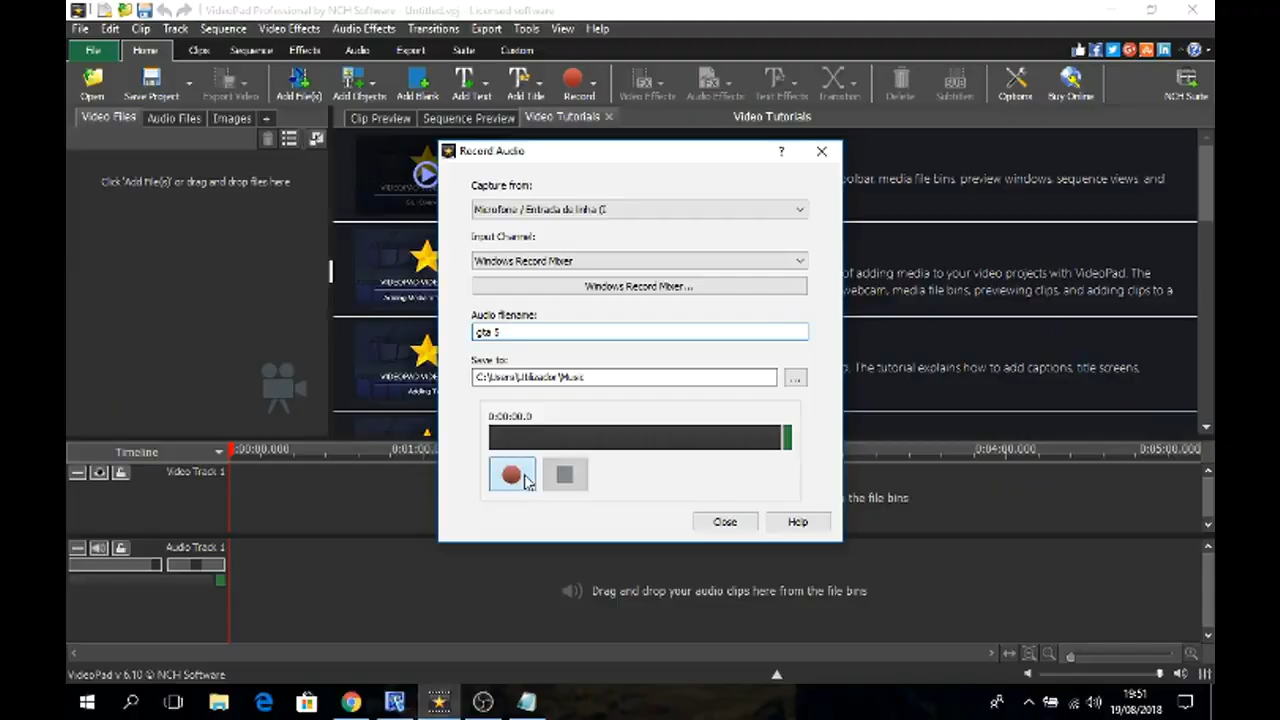 VideoPad Professional by NCH Software - Untitled.vpj - Licensed software
File Edit Clip Track Sequence Video Effects Audio Effects Transitions Export Tools View Help
File Home Clips Sequence Effects Audio Export Suite Custom
Open Save Project Export Video Add File(s) Add Objects Add Blank Add Text Add Title Record Video Effects Audio Effects Text Effects Transition Delete Subtitles Options Buy Online NCH Suite
Video Files Audio Files Images + Clip Preview Sequence Preview Video Tutorials Video Tutorials
Click 'Add File(s)' or drag and drop files here
oolbar, media file bins, preview windows, sequence views, and
of adding media to your video projects with VideoPad. The
webcam, media file bins, previewing clips, and adding clips to a
. The tutorial explains how to add captions, title screens.
Record Audio
Capture from:
Microfone / Entrada de linha (I
Input Channel:
Windows Record Mixer
Windows Record Mixer...
Audio filename:
gta 5
Save to:
C:\Users\Utilizador\Music
...
0:00:00.0
Close Help
Timeline :00:00.000 0:01:00. 0:04:00.000 0:05:00.000
Video Track 1
the file bins
Audio Track 1
Drag and drop your audio clips here from the file bins
VideoPad v 6.10 © NCH Software
19:51
19/08/2018